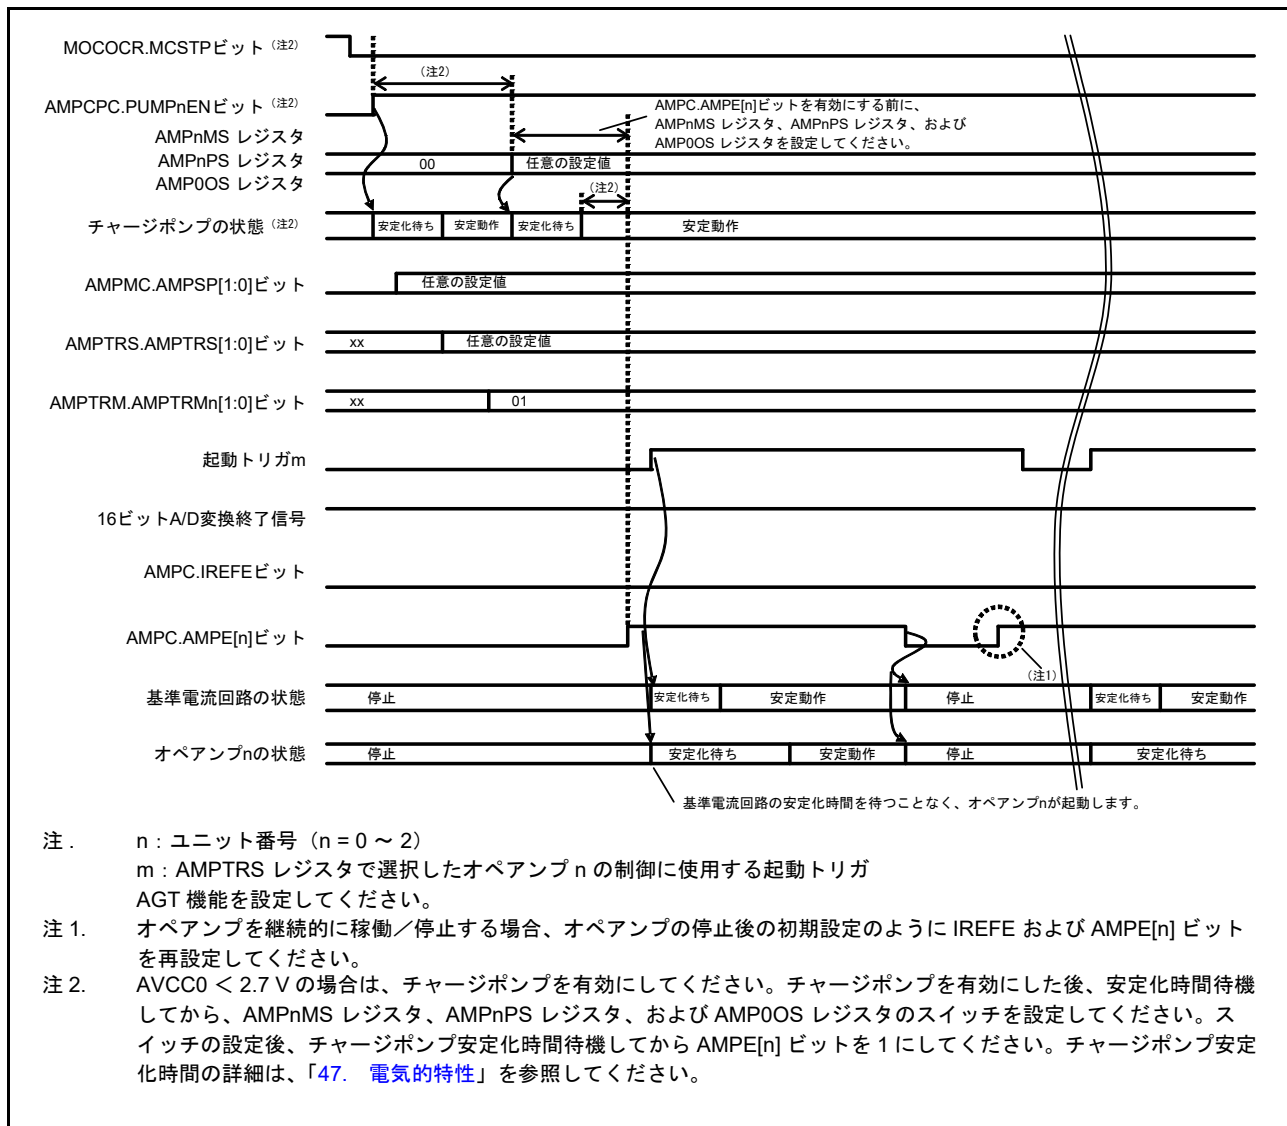 MOCOCR.MCSTPビット（注2）
（注2）
AMPCPC.PUMPnENビット（注2）
AMPC.AMPE[n]ビットを有効にする前に、
AMPnMS レジスタ、AMPnPS レジスタ、および
AMP0OS レジスタを設定してください。
AMPnMS レジスタ
AMPnPS レジスタ
AMP0OS レジスタ
00
任意の設定値
（注2）
チャージポンプの状態（注2）
安定化待ち
安定動作
安定化待ち
安定動作
AMPMC.AMPSP[1:0]ビット
任意の設定値
AMPTRS.AMPTRS[1:0]ビット
xx
任意の設定値
AMPTRM.AMPTRMn[1:0]ビット
xx
01
起動トリガm
16ビットA/D変換終了信号
AMPC.IREFEビット
AMPC.AMPE[n]ビット
（注1）
基準電流回路の状態
停止
安定化待ち
安定動作
停止
安定化待ち
安定動作
オペアンプnの状態
停止
安定化待ち
安定動作
停止
安定化待ち
基準電流回路の安定化時間を待つことなく、オペアンプnが起動します。
注 . n：ユニット番号（n = 0 ～ 2）
m：AMPTRS レジスタで選択したオペアンプ n の制御に使用する起動トリガ
AGT 機能を設定してください。
注 1. オペアンプを継続的に稼働／停止する場合、オペアンプの停止後の初期設定のように IREFE および AMPE[n] ビット
を再設定してください。
注 2. AVCC0 ＜ 2.7 V の場合は、チャージポンプを有効にしてください。チャージポンプを有効にした後、安定化時間待機
してから、AMPnMS レジスタ、AMPnPS レジスタ、および AMP0OS レジスタのスイッチを設定してください。ス
イッチの設定後、チャージポンプ安定化時間待機してから AMPE[n] ビットを 1 にしてください。チャージポンプ安定
化時間の詳細は、「47. 電気的特性」を参照してください。